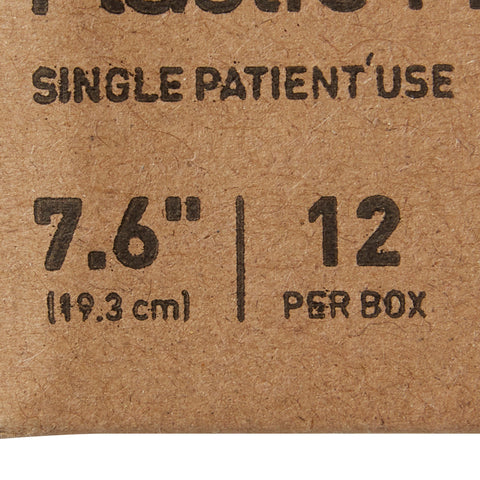 SINGLE PATIENT USE
7.6" | 12
(19.3 cm) | PER BOX